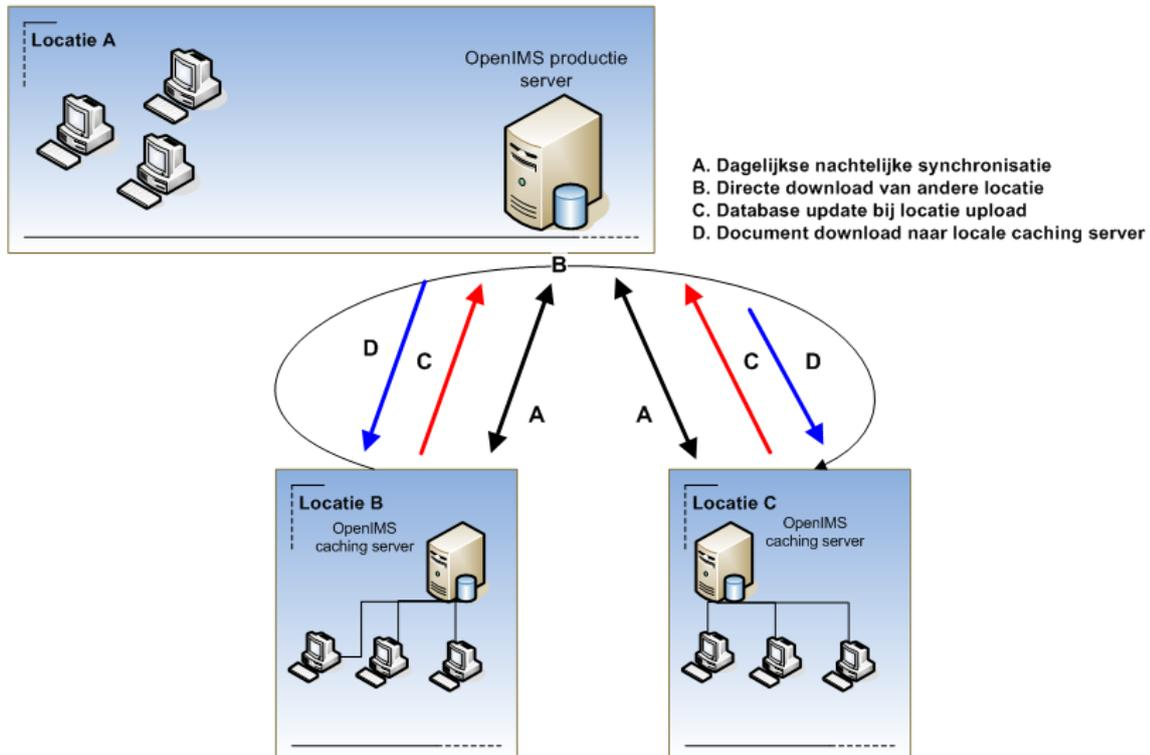 Locatie A
OpenIMS productie
server
A. Dagelijkse nachtelijke synchronisatie
B. Directe download van andere locatie
C. Database update bij locatie upload
D. Document download naar locale caching server
B
D
C
A
A
C
D
Locatie B
OpenIMS
caching server
Locatie C
OpenIMS
caching server